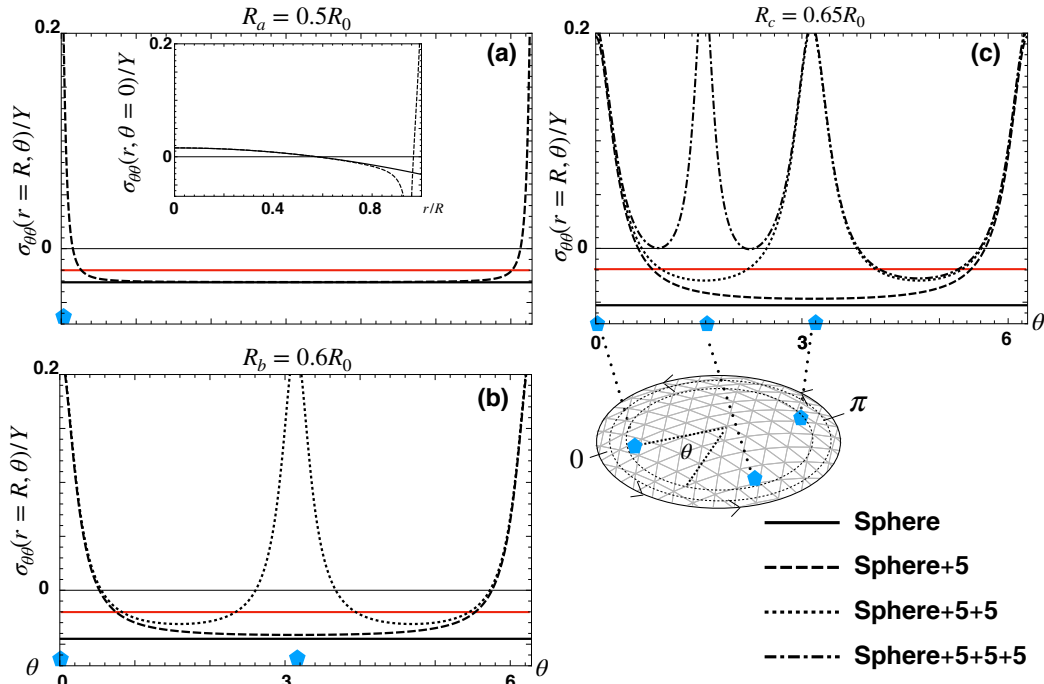 R_a = 0.5R_0
0.2
(a)
σ_θθ(r = R, θ)/Y
0
0.2
σ_θθ(r, θ = 0)/Y
0
0 0.4 0.8 r/R
R_b = 0.6R_0
0.2
(b)
σ_θθ(r = R, θ)/Y
0
θ 0 3 6 θ
R_c = 0.65R_0
0.2
(c)
σ_θθ(r = R, θ)/Y
0
0 3 6 θ
0 θ π
Sphere
Sphere+5
Sphere+5+5
Sphere+5+5+5